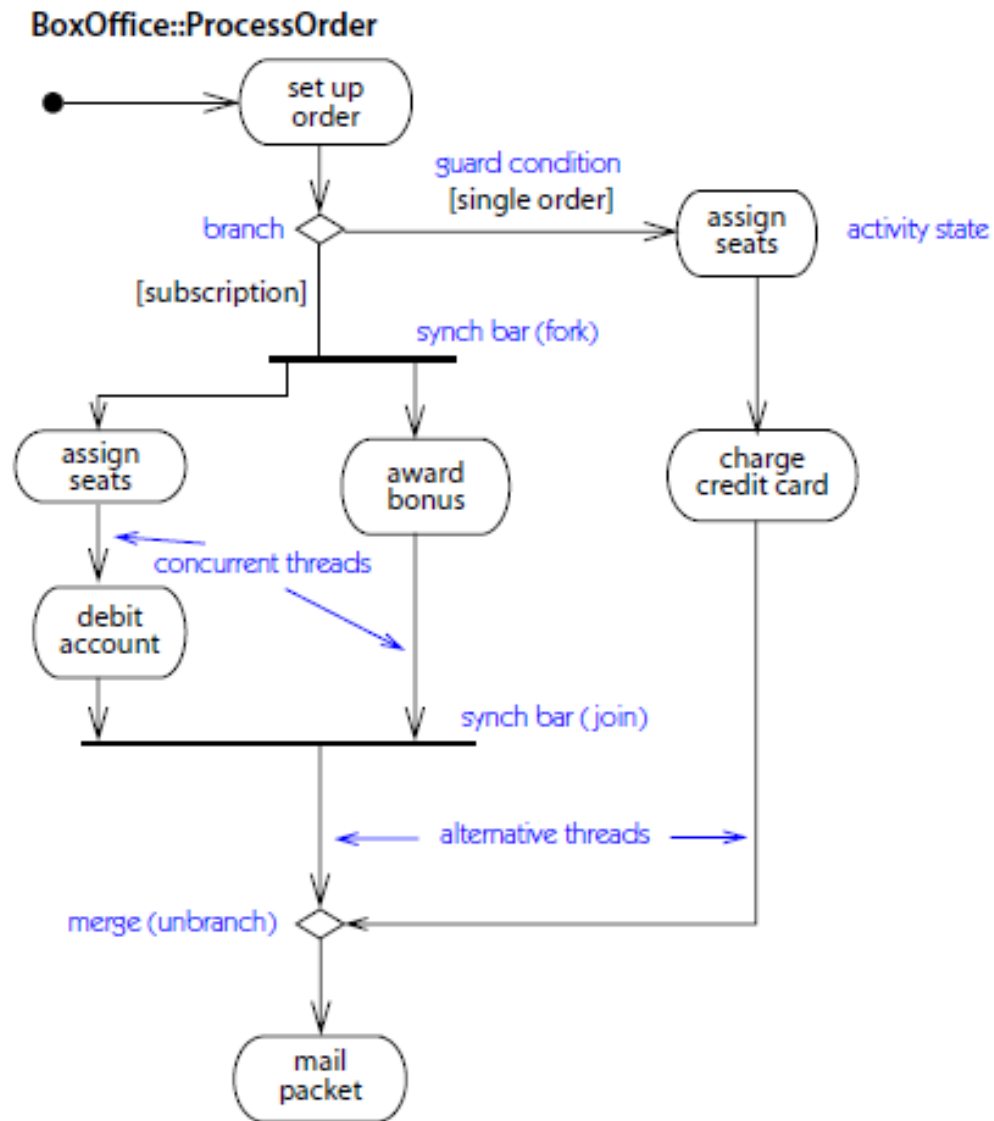 BoxOffice::ProcessOrder
set up
order
guard condition
[single order]
branch
assign
seats
activity state
[subscription]
synch bar (fork)
assign
seats
award
bonus
charge
credit card
concurrent threads
debit
account
synch bar (join)
alternative threads
merge (unbranch)
mail
packet